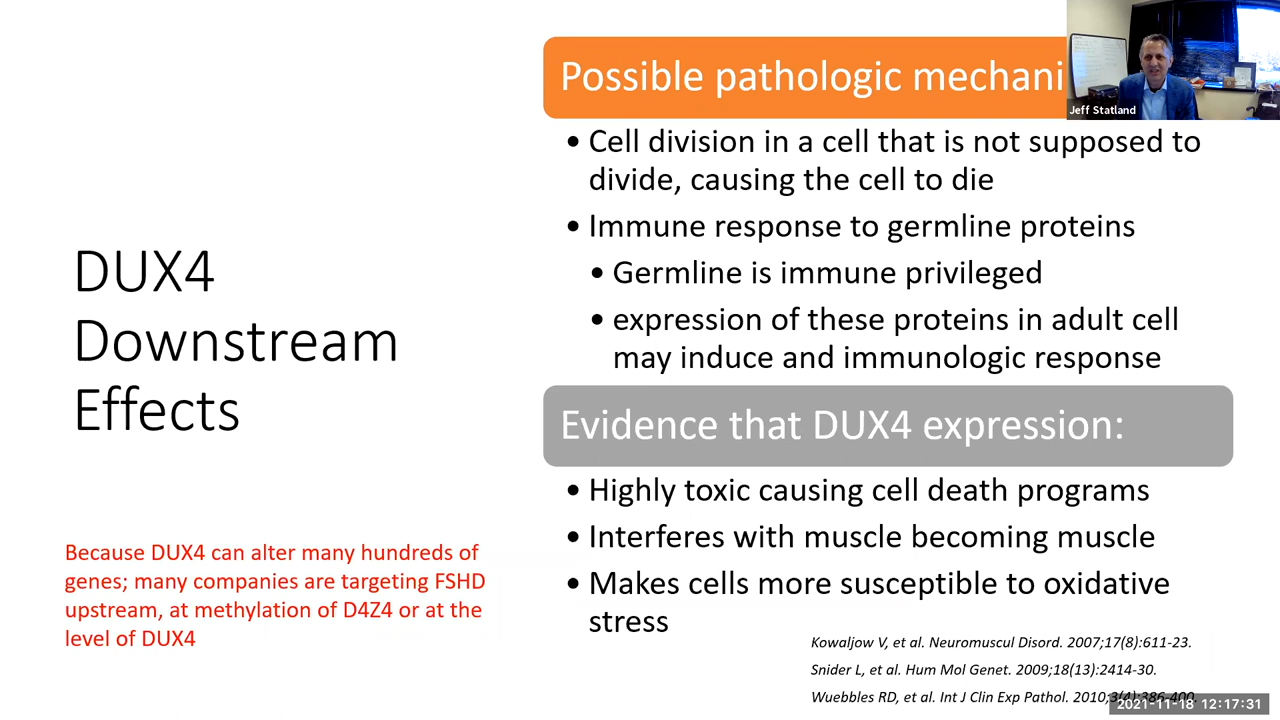 Possible pathologic mechani
Jeff Statland
• Cell division in a cell that is not supposed to
divide, causing the cell to die
• Immune response to germline proteins
• Germline is immune privileged
• expression of these proteins in adult cell
may induce and immunologic response
DUX4
Downstream
Effects
Evidence that DUX4 expression:
• Highly toxic causing cell death programs
• Interferes with muscle becoming muscle
• Makes cells more susceptible to oxidative
stress
Because DUX4 can alter many hundreds of
genes; many companies are targeting FSHD
upstream, at methylation of D4Z4 or at the
level of DUX4
Kowaljow V, et al. Neuromuscul Disord. 2007;17(8):611-23.
Snider L, et al. Hum Mol Genet. 2009;18(13):2414-30.
Wuebbles RD, et al. Int J Clin Exp Pathol. 2010;3(4):386-400.
2021-11-18 12:17:31